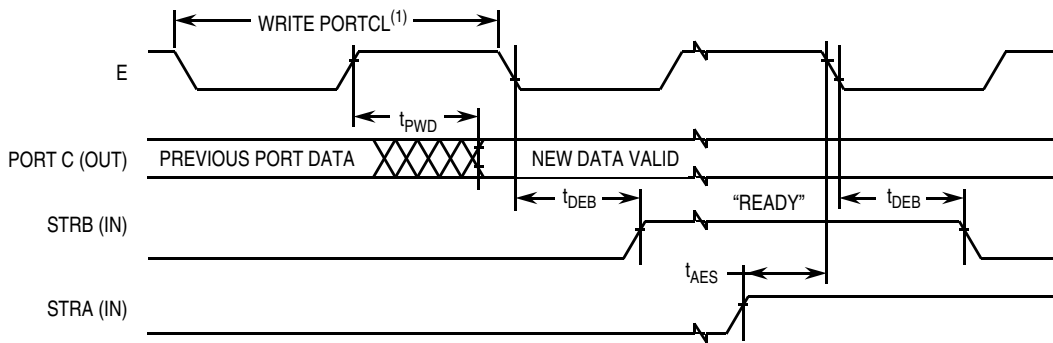 WRITE PORTCL(1)
E
tPWD
PORT C (OUT)
PREVIOUS PORT DATA
NEW DATA VALID
tDEB
"READY"
tDEB
STRB (IN)
tAES
STRA (IN)